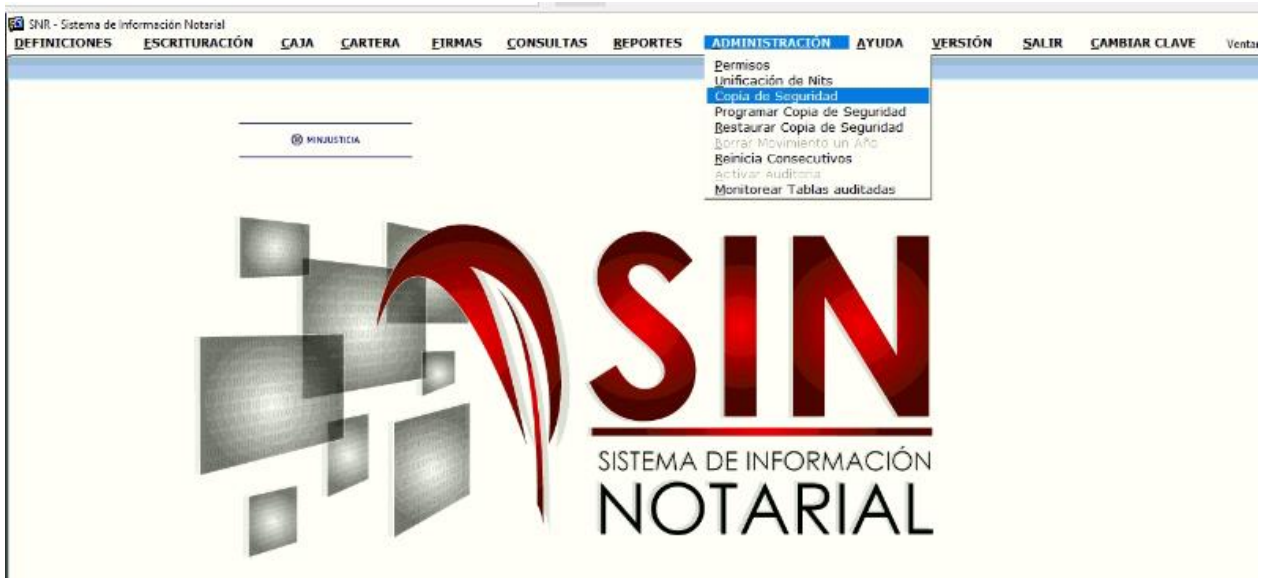 SNR - Sistema de Información Notarial
DEFINICIONES ESCRITURACIÓN CAJA CARTERA FIRMAS CONSULTAS REPORTES ADMINISTRACIÓN AYUDA VERSIÓN SALIR CAMBIAR CLAVE Ventan
Permisos
Unificación de Nits
Copia de Seguridad
Programar Copia de Seguridad
Restaurar Copia de Seguridad
Borrar Movimiento un Año
Reinicia Consecutivos
Activar Auditoria
Monitorear Tablas auditadas
MINJUSTICIA
SIN
SISTEMA DE INFORMACIÓN
NOTARIAL